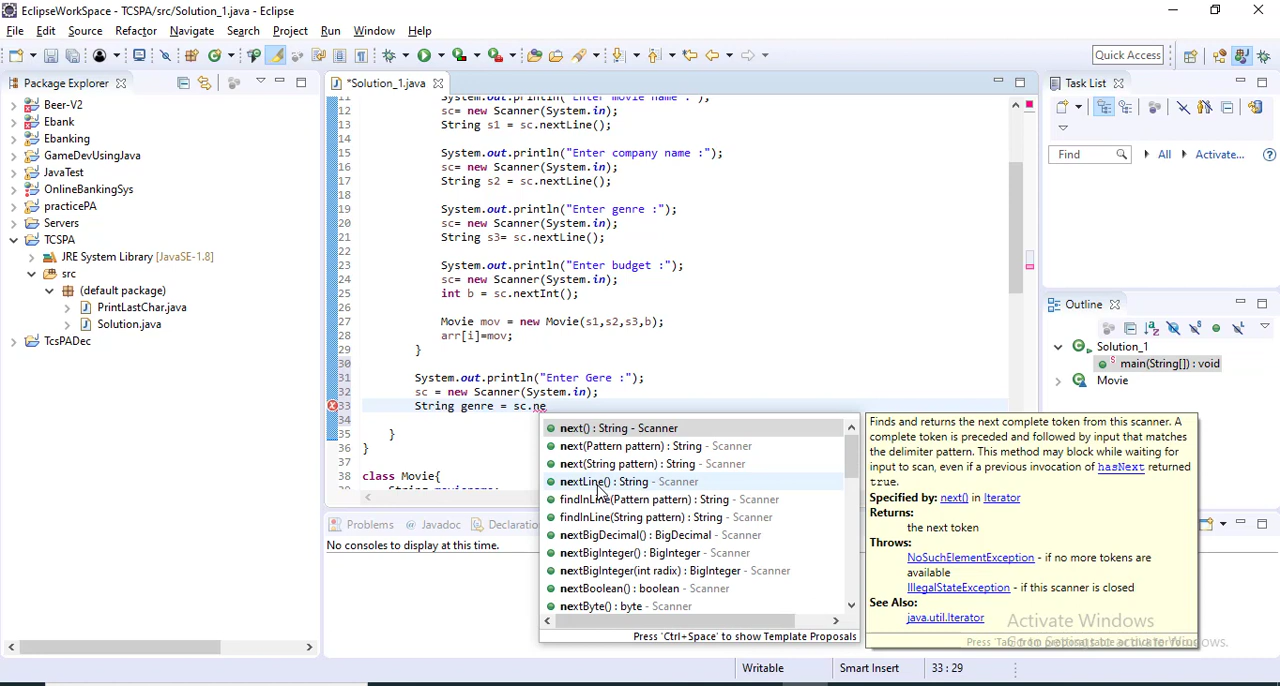 EclipseWorkSpace - TCSPA/src/Solution_1.java - Eclipse
File Edit Source Refactor Navigate Search Project Run Window Help
Quick Access
Package Explorer
Beer-V2
Ebank
Ebanking
GameDevUsingJava
JavaTest
OnlineBankingSys
practicePA
Servers
TCSPA
JRE System Library [JavaSE-1.8]
src
(default package)
PrintLastChar.java
Solution.java
TcsPADec
*Solution_1.java
11 System.out.println("Enter movie name :");
12 sc= new Scanner(System.in);
13 String s1 = sc.nextLine();
14
15 System.out.println("Enter company name :");
16 sc= new Scanner(System.in);
17 String s2 = sc.nextLine();
18
19 System.out.println("Enter genre :");
20 sc= new Scanner(System.in);
21 String s3= sc.nextLine();
22
23 System.out.println("Enter budget :");
24 sc= new Scanner(System.in);
25 int b = sc.nextInt();
26
27 Movie mov = new Movie(s1,s2,s3,b);
28 arr[i]=mov;
29 }
30
31 System.out.println("Enter Gere :");
32 sc = new Scanner(System.in);
33 String genre = sc.ne
34
35 }
36 }
37
38 class Movie{
next() : String - Scanner
next(Pattern pattern) : String - Scanner
next(String pattern) : String - Scanner
nextLine() : String - Scanner
findInLine(Pattern pattern) : String - Scanner
findInLine(String pattern) : String - Scanner
nextBigDecimal() : BigDecimal - Scanner
nextBigInteger() : BigInteger - Scanner
nextBigInteger(int radix) : BigInteger - Scanner
nextBoolean() : boolean - Scanner
nextByte() : byte - Scanner
Press 'Ctrl+Space' to show Template Proposals
Finds and returns the next complete token from this scanner. A
complete token is preceded and followed by input that matches
the delimiter pattern. This method may block while waiting for
input to scan, even if a previous invocation of hasNext returned
true.
Specified by: next() in Iterator
Returns:
the next token
Throws:
NoSuchElementException - if no more tokens are
available
IllegalStateException - if this scanner is closed
See Also:
java.util.Iterator
Problems Javadoc Declaratio
No consoles to display at this time.
Task List
Find All Activate...
Outline
Solution_1
main(String[]) : void
Movie
Activate Windows
Writable Smart Insert 33 : 29